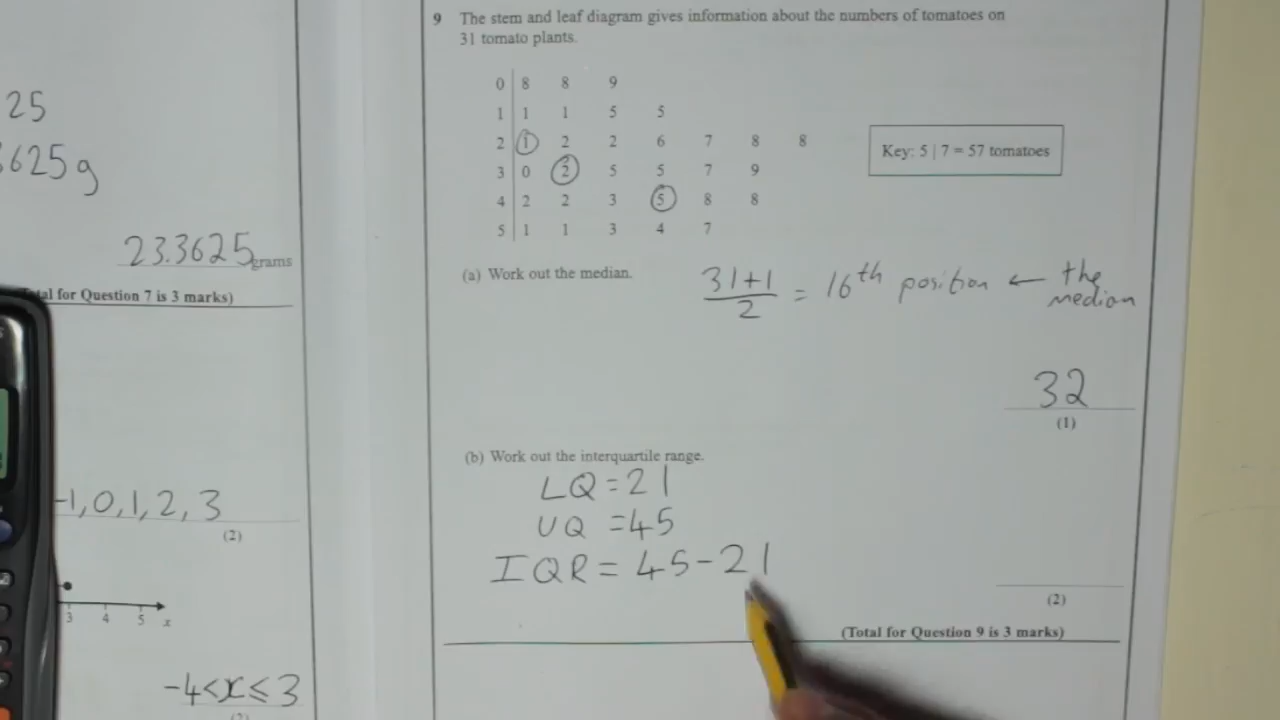 25
3625g
23.3625 grams
Total for Question 7 is 3 marks)
-1, 0, 1, 2, 3
(2)
3 4 5 x
-4<x≤3
9 The stem and leaf diagram gives information about the numbers of tomatoes on
31 tomato plants.
0 | 8 8 9
1 | 1 1 5 5
2 | 1 2 2 6 7 8 8
3 | 0 2 5 5 7 9
4 | 2 2 3 5 8 8
5 | 1 1 3 4 7
Key: 5 | 7 = 57 tomatoes
(a) Work out the median.
31+1
2
= 16th position ← the
median
32
(1)
(b) Work out the interquartile range.
LQ = 21
UQ = 45
IQR = 45-21
(2)
(Total for Question 9 is 3 marks)